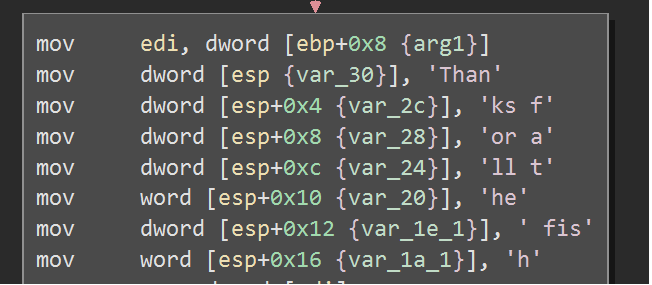 mov edi, dword [ebp+0x8 {arg1}]
mov dword [esp {var_30}], 'Than'
mov dword [esp+0x4 {var_2c}], 'ks f'
mov dword [esp+0x8 {var_28}], 'or a'
mov dword [esp+0xc {var_24}], 'll t'
mov word [esp+0x10 {var_20}], 'he'
mov dword [esp+0x12 {var_1e_1}], ' fis'
mov word [esp+0x16 {var_1a_1}], 'h'